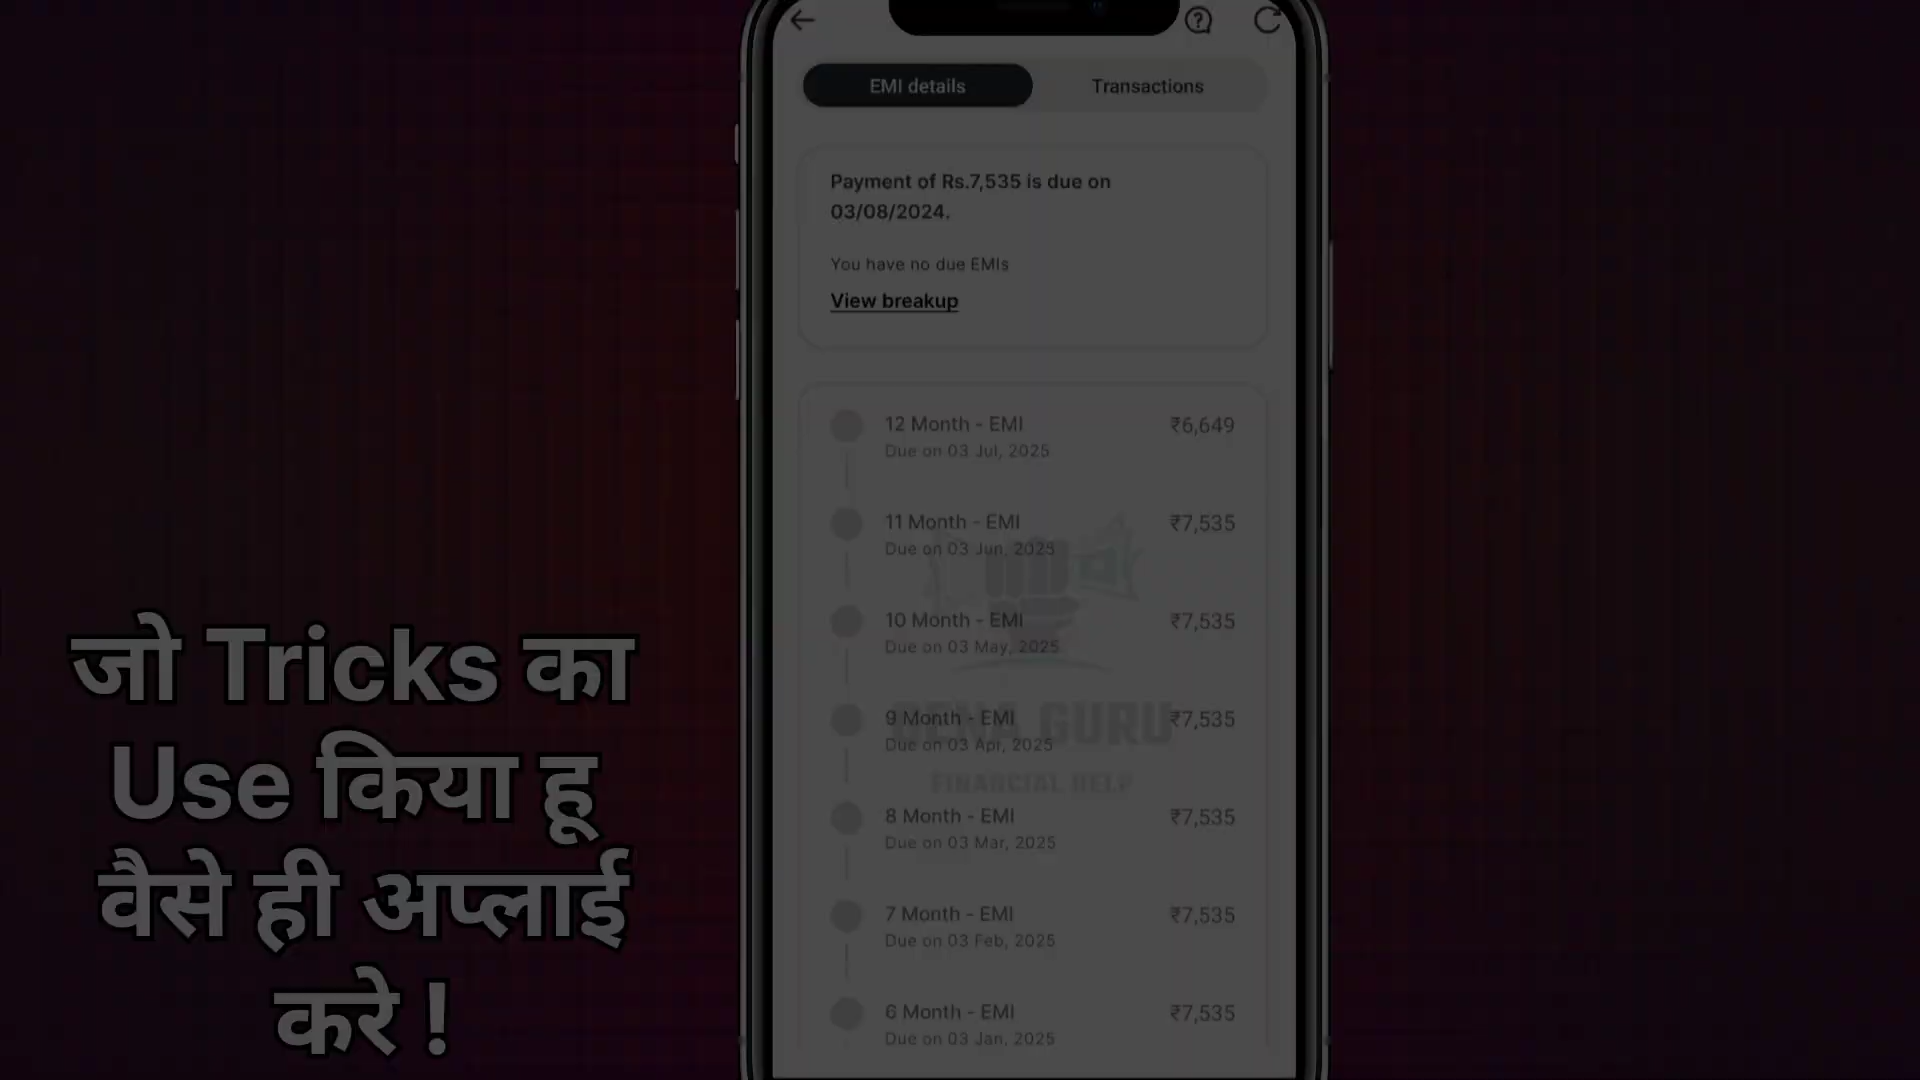 EMI details
Transactions
Payment of Rs.7,535 is due on
03/08/2024.
You have no due EMIs
View breakup
12 Month - EMI ₹6,649
Due on 03 Jul, 2025
11 Month - EMI ₹7,535
Due on 03 Jun, 2025
10 Month - EMI ₹7,535
Due on 03 May, 2025
9 Month - EMI ₹7,535
Due on 03 Apr, 2025
8 Month - EMI ₹7,535
Due on 03 Mar, 2025
7 Month - EMI ₹7,535
Due on 03 Feb, 2025
6 Month - EMI ₹7,535
Due on 03 Jan, 2025
GURU
FINANCIAL HELP
जो Tricks का
Use किया हू
वैसे ही अप्लाई
करे !